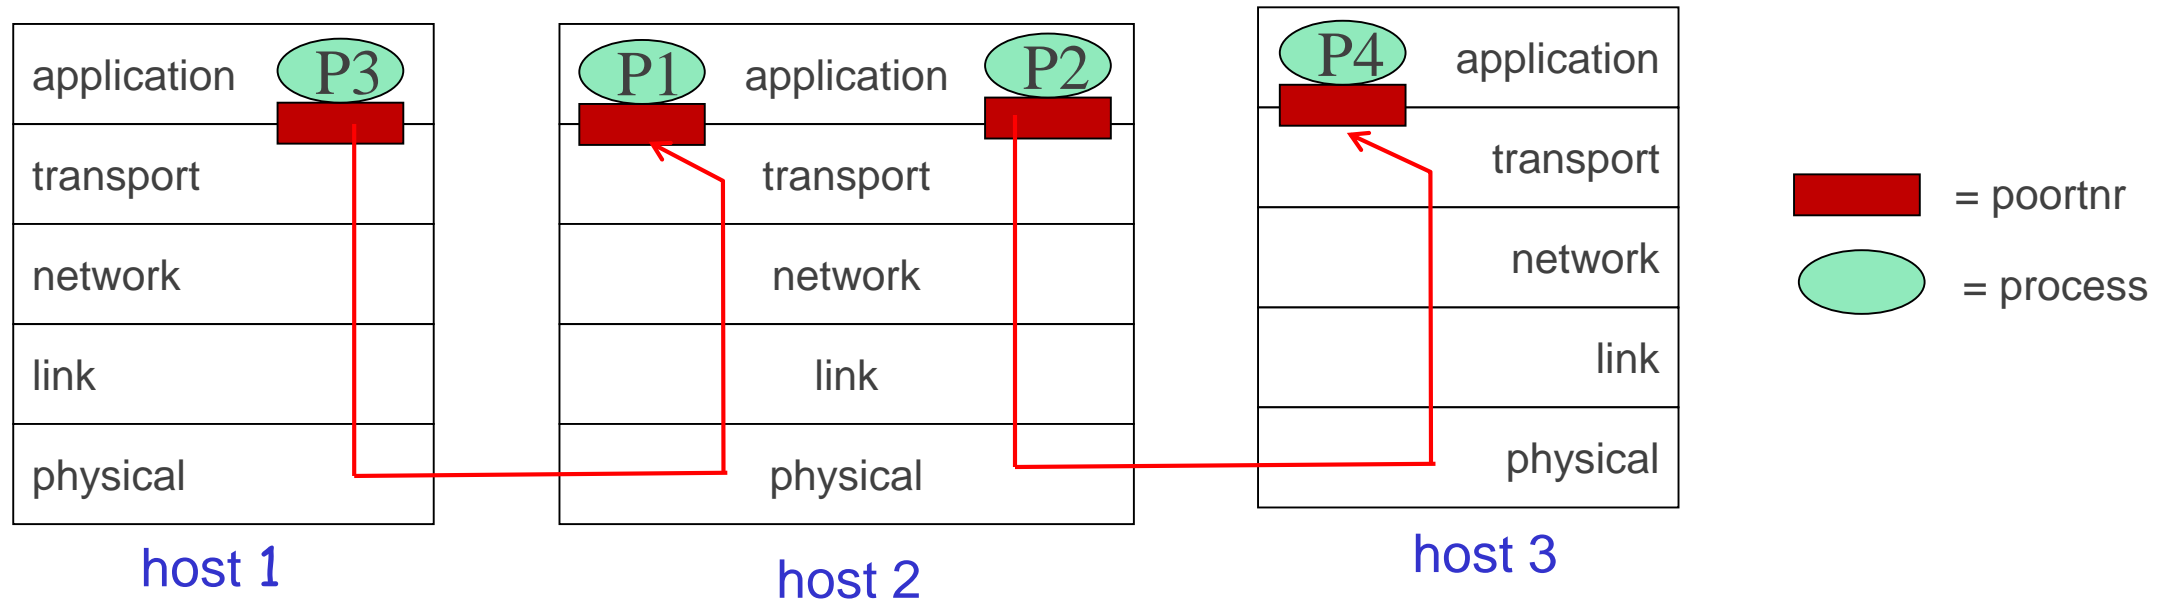 application
P3
transport
network
link
physical
host 1
P1
application
P2
transport
network
link
physical
host 2
P4
application
transport
network
link
physical
host 3
= poortnr
= process